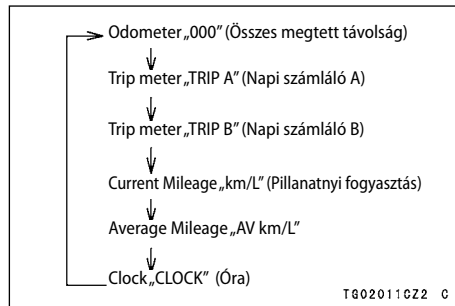 Odometer „000” (Összes megtett távolság)
Trip meter „TRIP A” (Napi számláló A)
Trip meter „TRIP B” (Napi számláló B)
Current Mileage „km/L” (Pillanatnyi fogyasztás)
Average Mileage „AV km/L”
Clock „CLOCK” (Óra)
TG02011CZ2 C